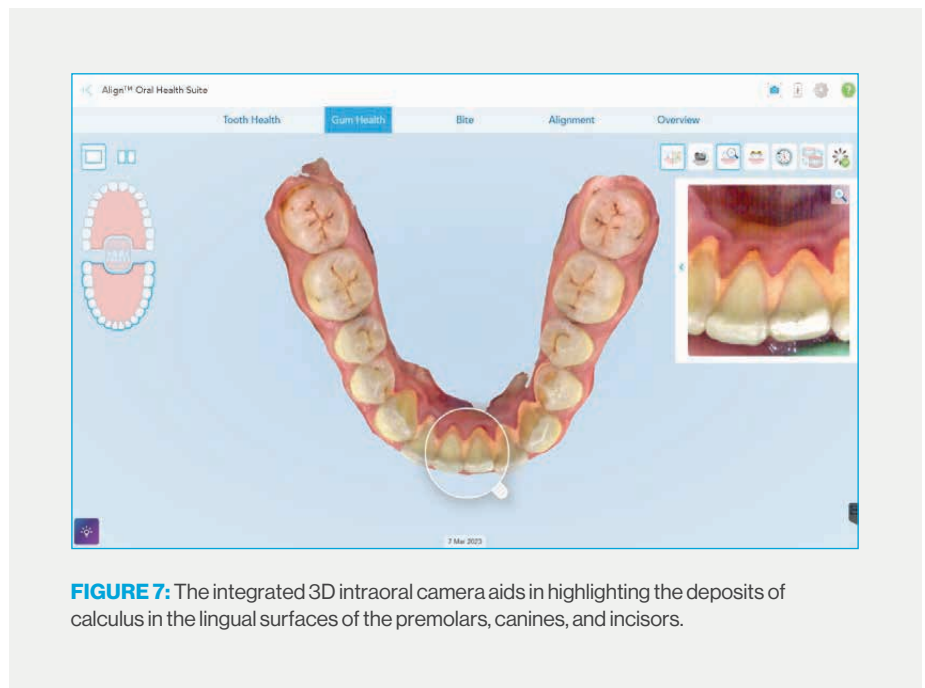 Align™ Oral Health Suite
Tooth Health Gum Health Bite Alignment Overview
7 Mar 2023
FIGURE 7: The integrated 3D intraoral camera aids in highlighting the deposits of
calculus in the lingual surfaces of the premolars, canines, and incisors.